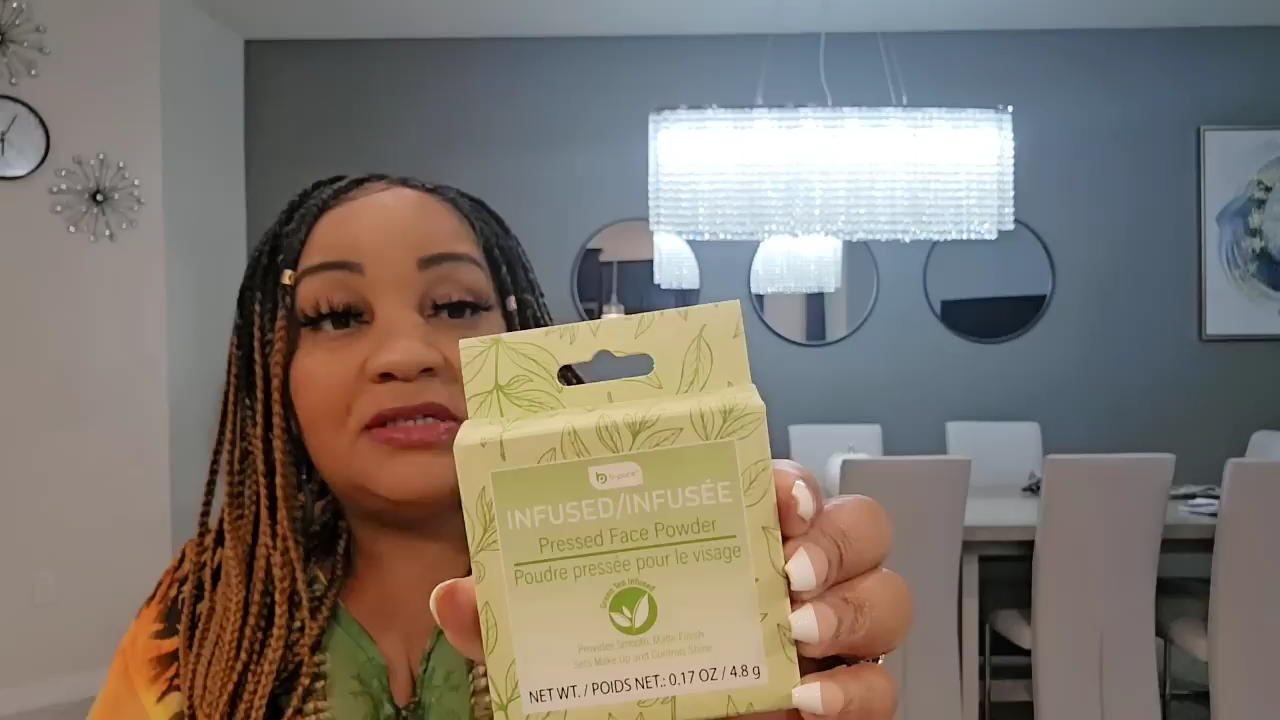 b-pure
INFUSED/INFUSÉE
Pressed Face Powder
Poudre pressée pour le visage
Green Tea Infused
Provides Smooth, Matte Finish
Sets Make up and Controls Shine
NET WT. / POIDS NET.: 0.17 OZ / 4.8 g